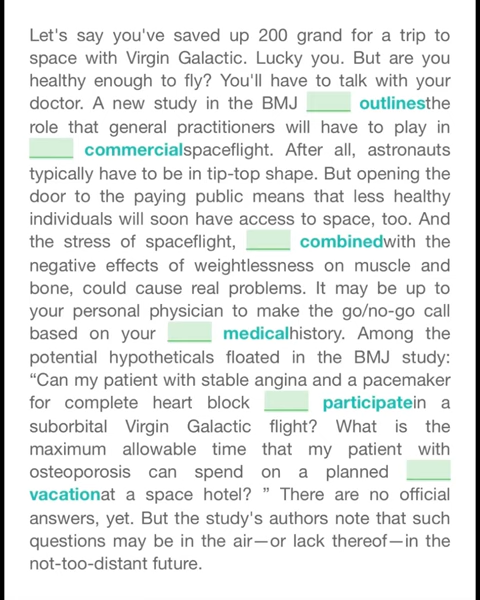 Let's say you've saved up 200 grand for a trip to
space with Virgin Galactic. Lucky you. But are you
healthy enough to fly? You'll have to talk with your
doctor. A new study in the BMJ ____ outlinesthe
role that general practitioners will have to play in
____ commercialspaceflight. After all, astronauts
typically have to be in tip-top shape. But opening the
door to the paying public means that less healthy
individuals will soon have access to space, too. And
the stress of spaceflight, ____ combinedwith the
negative effects of weightlessness on muscle and
bone, could cause real problems. It may be up to
your personal physician to make the go/no-go call
based on your ____ medicalhistory. Among the
potential hypotheticals floated in the BMJ study:
“Can my patient with stable angina and a pacemaker
for complete heart block ____ participatein a
suborbital Virgin Galactic flight? What is the
maximum allowable time that my patient with
osteoporosis can spend on a planned ____
vacationat a space hotel? ” There are no official
answers, yet. But the study's authors note that such
questions may be in the air—or lack thereof—in the
not-too-distant future.